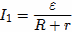 I₁ = ε / (R + r)